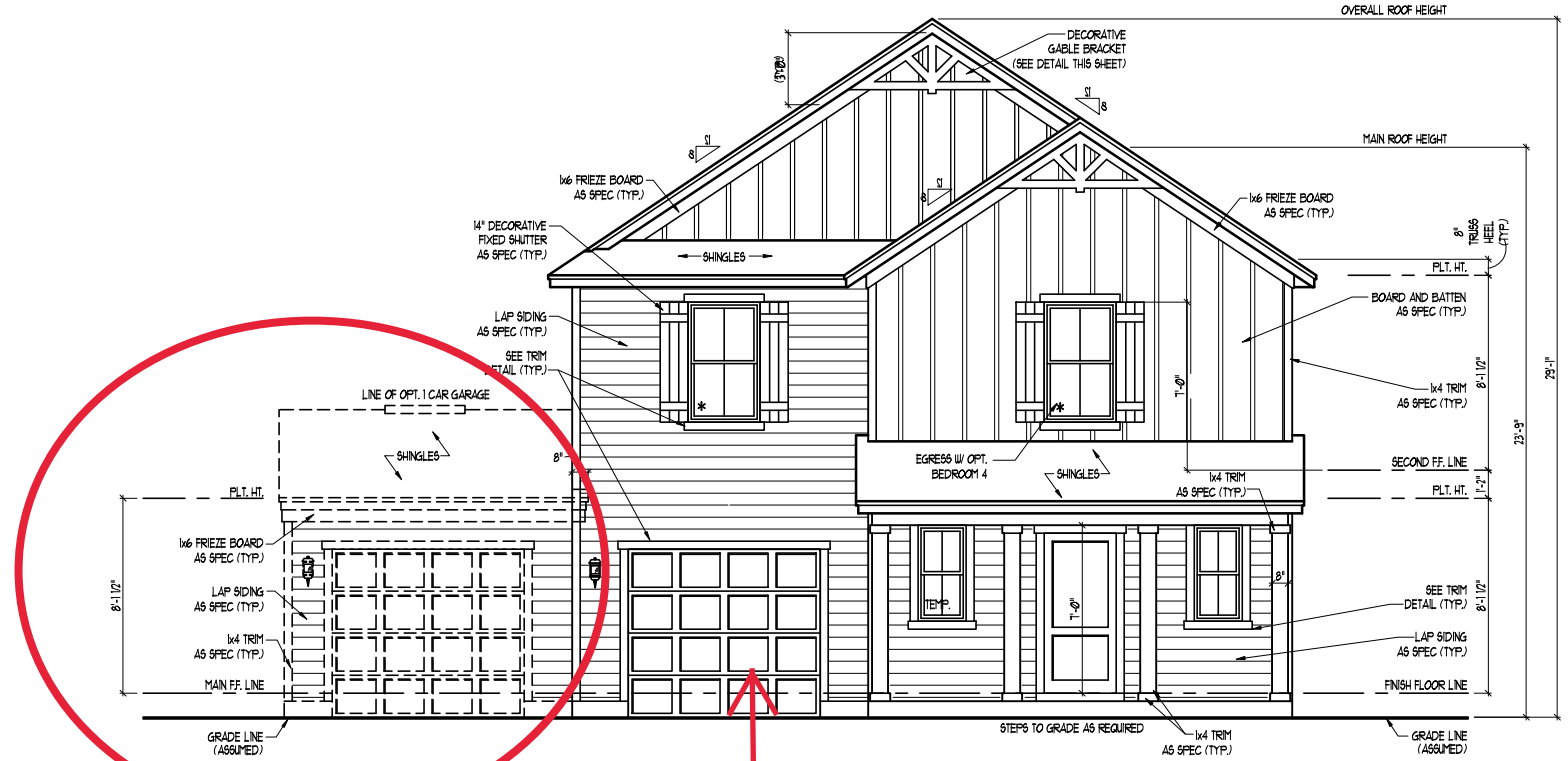 OVERALL ROOF HEIGHT
DECORATIVE
GABLE BRACKET
(SEE DETAIL THIS SHEET)
12
8
MAIN ROOF HEIGHT
12
8
1x6 FRIEZE BOARD
AS SPEC (TYP.)
12
8
1x6 FRIEZE BOARD
AS SPEC (TYP.)
14" DECORATIVE
FIXED SHUTTER
AS SPEC (TYP.)
SHINGLES
8"
TRUSS
HEEL
(TYP.)
PLT. HT.
BOARD AND BATTEN
AS SPEC (TYP.)
LAP SIDING
AS SPEC (TYP.)
SEE TRIM
DETAIL (TYP.)
7'-0"
8'-1 1/2"
29'-1"
1x4 TRIM
AS SPEC (TYP.)
23'-9"
LINE OF OPT. 1 CAR GARAGE
*
*
SHINGLES
8"
EGRESS W/ OPT.
BEDROOM 4
SHINGLES
SECOND F.F. LINE
1x4 TRIM
AS SPEC (TYP.)
PLT. HT.
PLT. HT.
1'-2"
1x6 FRIEZE BOARD
AS SPEC (TYP.)
8'-1 1/2"
LAP SIDING
AS SPEC (TYP.)
TEMP.
7'-0"
8"
SEE TRIM
DETAIL (TYP.)
8'-1 1/2"
1x4 TRIM
AS SPEC (TYP.)
LAP SIDING
AS SPEC (TYP.)
MAIN F.F. LINE
FINISH FLOOR LINE
GRADE LINE
(ASSUMED)
STEPS TO GRADE AS REQUIRED
1x4 TRIM
AS SPEC (TYP.)
GRADE LINE
(ASSUMED)